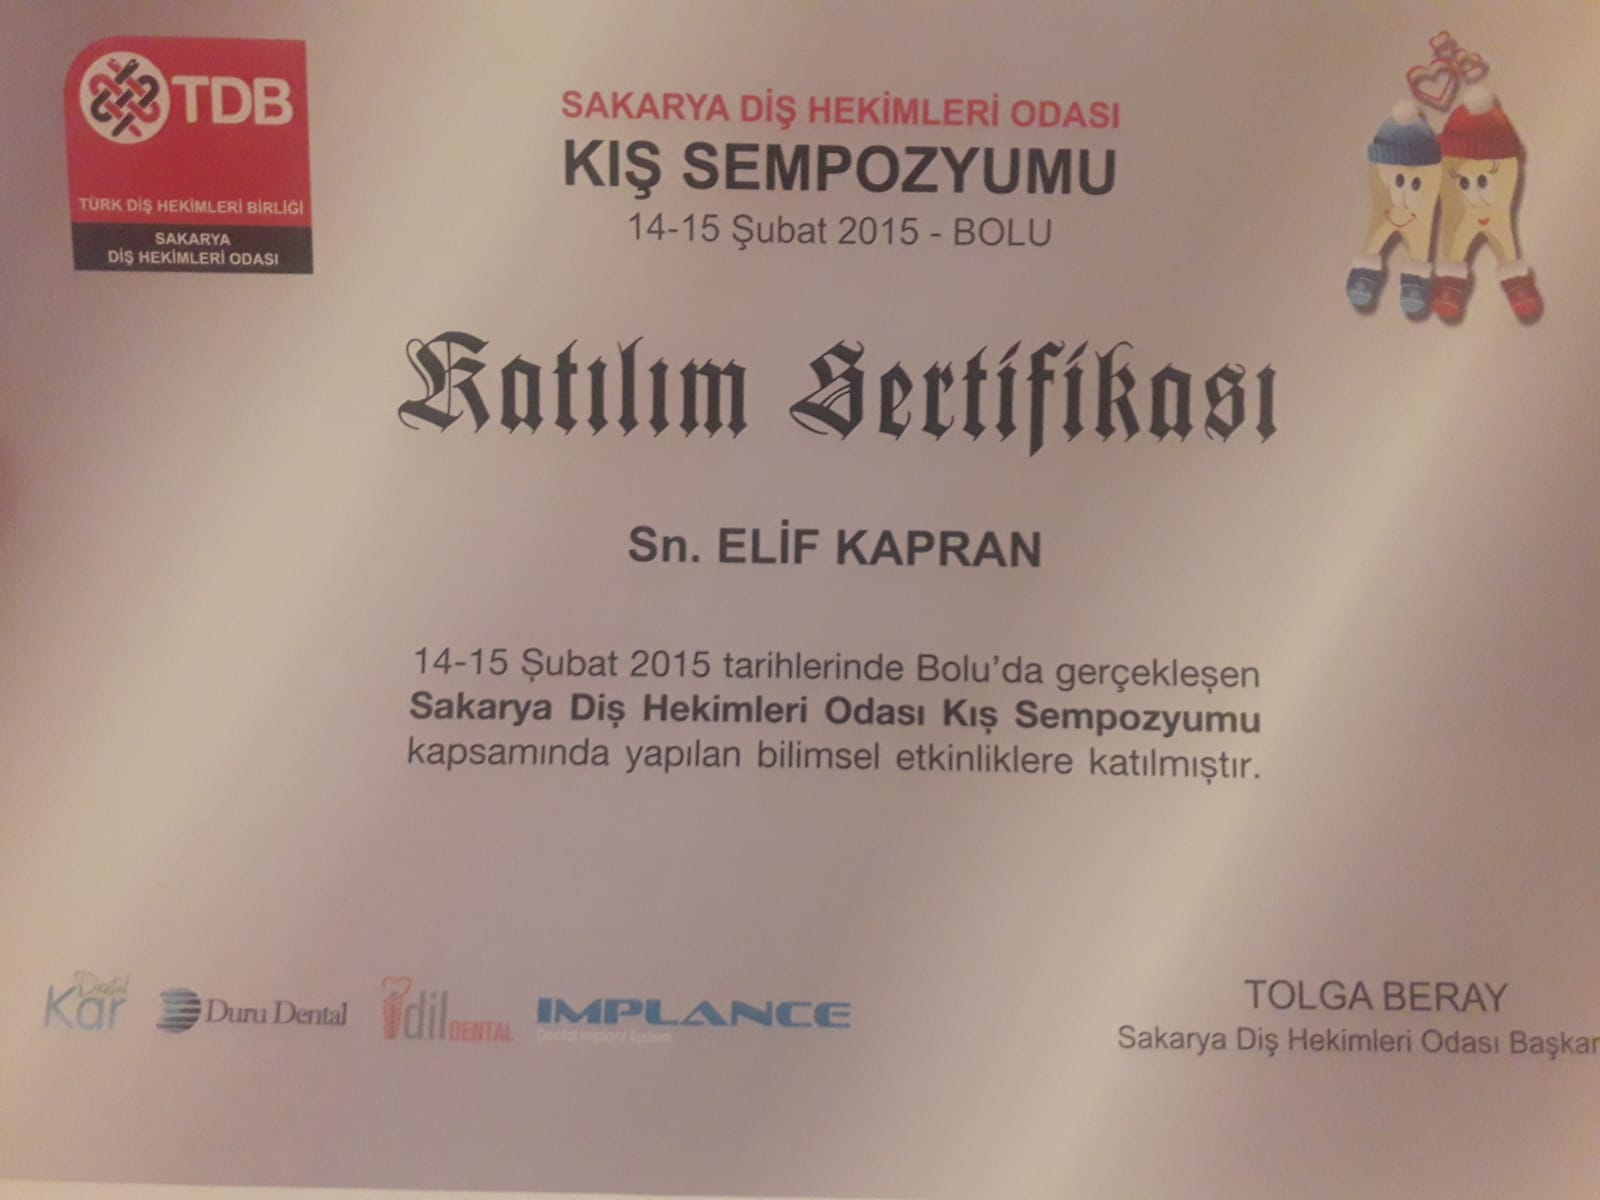 TDB
TÜRK DİŞ HEKİMLERİ BİRLİĞİ
SAKARYA
DİŞ HEKİMLERİ ODASI
SAKARYA DİŞ HEKİMLERİ ODASI
KIŞ SEMPOZYUMU
14-15 Şubat 2015 - BOLU
Katılım Sertifikası
Sn. ELİF KAPRAN
14-15 Şubat 2015 tarihlerinde Bolu'da gerçekleşen
Sakarya Diş Hekimleri Odası Kış Sempozyumu
kapsamında yapılan bilimsel etkinliklere katılmıştır.
Dental
Kar
Duru Dental
idil DENTAL
IMPLANCE
Dental Implant System
TOLGA BERAY
Sakarya Diş Hekimleri Odası Başkan